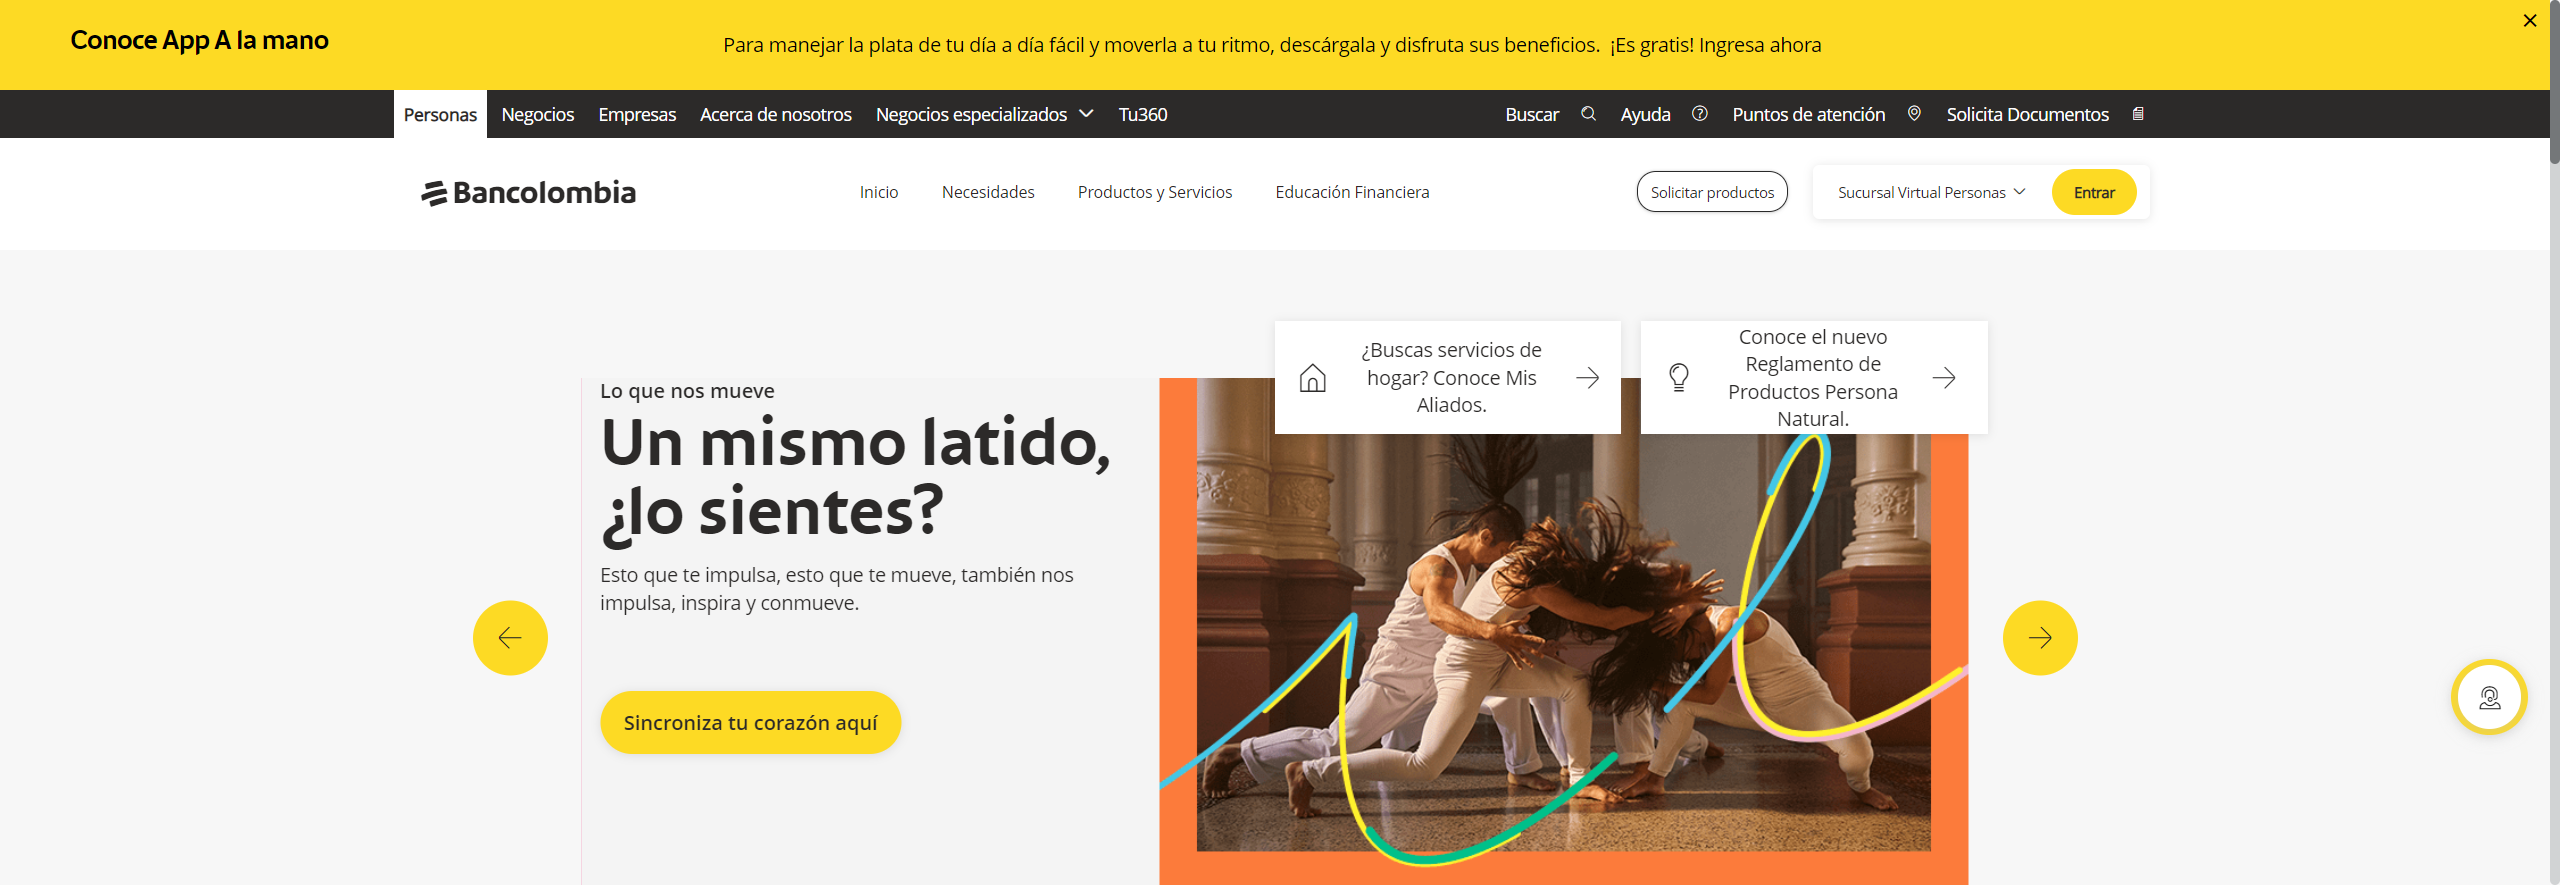 Conoce App A la mano
Para manejar la plata de tu día a día fácil y moverla a tu ritmo, descárgala y disfruta sus beneficios.  ¡Es gratis! Ingresa ahora
Personas Negocios Empresas Acerca de nosotros Negocios especializados Tu360 Buscar Ayuda Puntos de atención Solicita Documentos
Bancolombia Inicio Necesidades Productos y Servicios Educación Financiera Solicitar productos Sucursal Virtual Personas Entrar
¿Buscas servicios de
hogar? Conoce Mis
Aliados.
Conoce el nuevo
Reglamento de
Productos Persona
Natural.
Lo que nos mueve
Un mismo latido,
¿lo sientes?
Esto que te impulsa, esto que te mueve, también nos
impulsa, inspira y conmueve.
Sincroniza tu corazón aquí